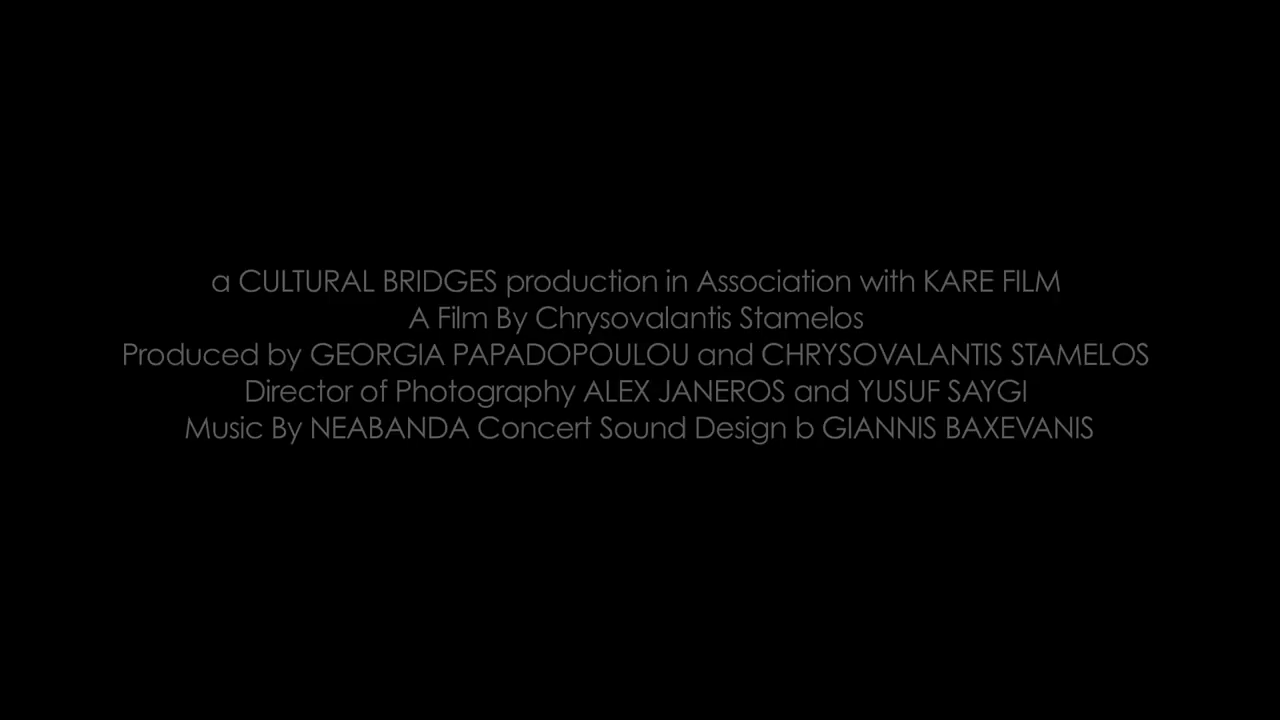 a CULTURAL BRIDGES production in Association with KARE FILM
A Film By Chrysovalantis Stamelos
Produced by GEORGIA PAPADOPOULOU and CHRYSOVALANTIS STAMELOS
Director of Photography ALEX JANEROS and YUSUF SAYGI
Music By NEABANDA Concert Sound Design b GIANNIS BAXEVANIS